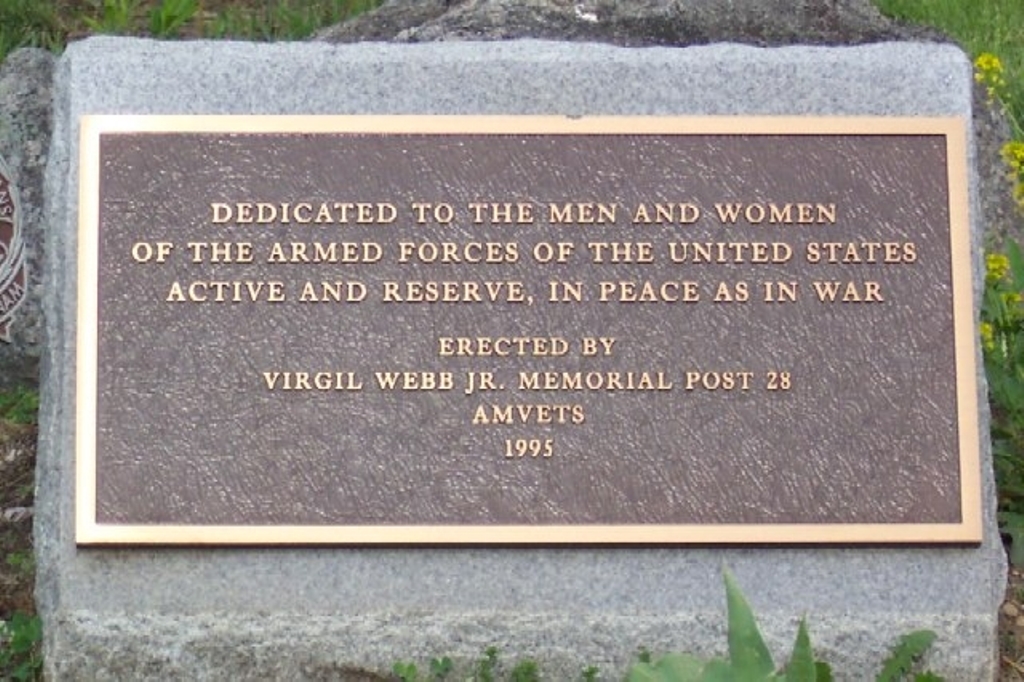 DEDICATED TO THE MEN AND WOMEN
OF THE ARMED FORCES OF THE UNITED STATES
ACTIVE AND RESERVE, IN PEACE AS IN WAR
ERECTED BY
VIRGIL WEBB JR. MEMORIAL POST 28
AMVETS
1995